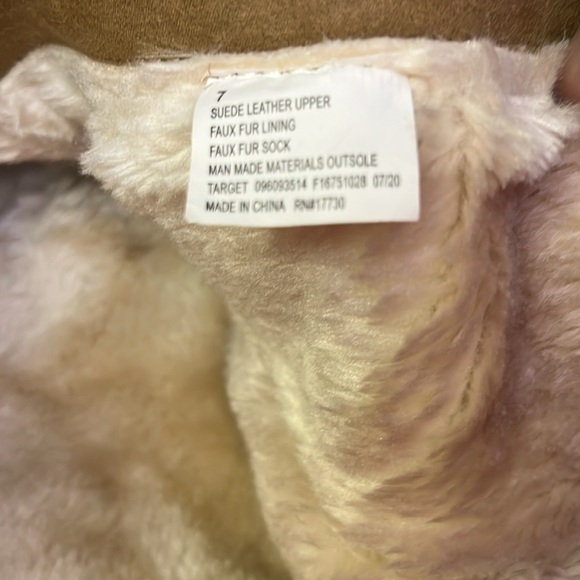 7
SUEDE LEATHER UPPER
FAUX FUR LINING
FAUX FUR SOCK
MAN MADE MATERIALS OUTSOLE
TARGET 096093514 F16751028 07/20
MADE IN CHINA RN#17730